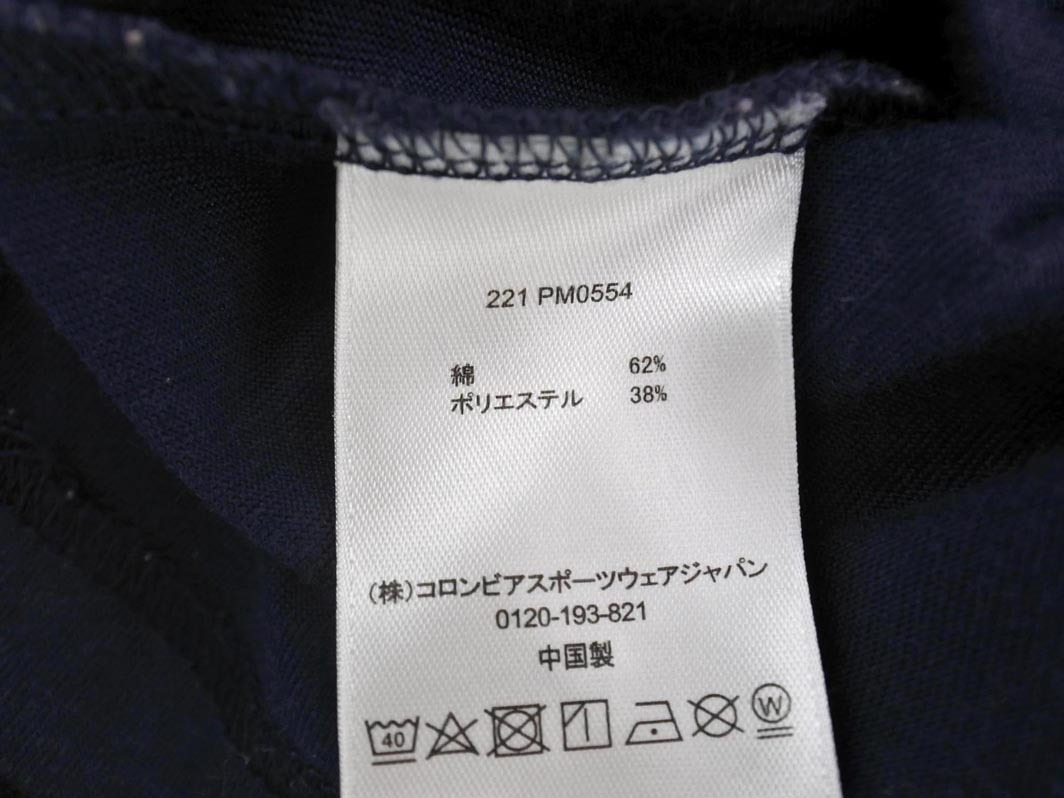 221 PM0554
綿 62%
ポリエステル 38%
(株)コロンビアスポーツウェアジャパン
0120-193-821
中国製
40 W